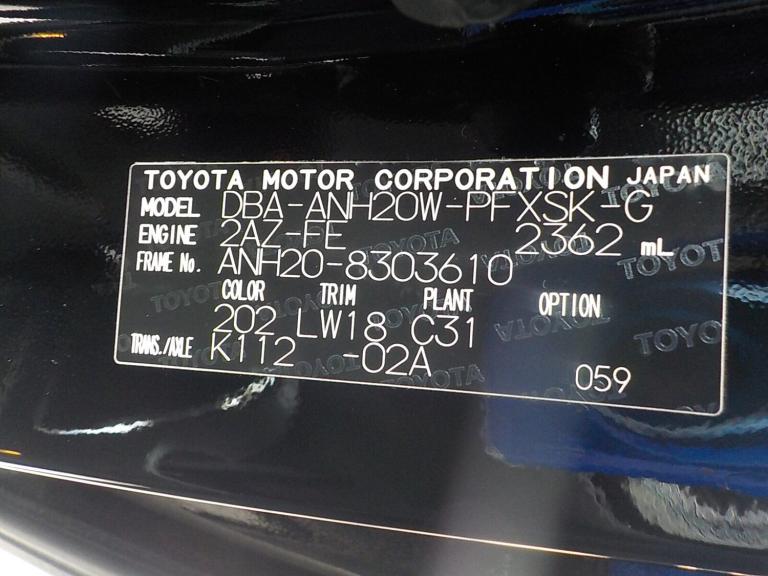 TOYOTA MOTOR CORPORATION JAPAN
MODEL DBA-ANH20W-PFXSK-G
ENGINE 2AZ-FE 2362 mL
FRAME No. ANH20-8303610
COLOR TRIM PLANT OPTION
202 LW18 C31
TRANS./AXLE K112 -02A
059